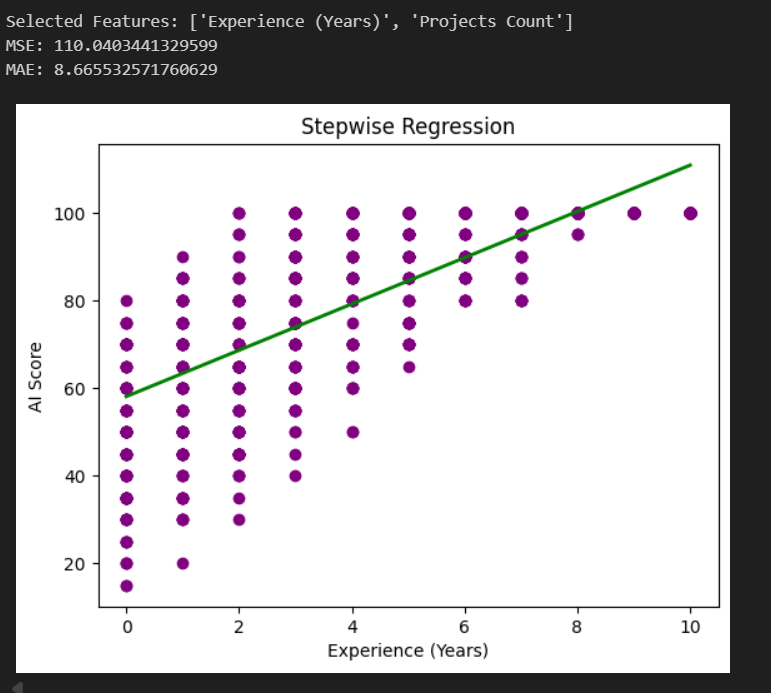 Selected Features: ['Experience (Years)', 'Projects Count']
MSE: 110.0403441329599
MAE: 8.665532571760629
Stepwise Regression
100
80
60
40
20
AI Score
0 2 4 6 8 10
Experience (Years)